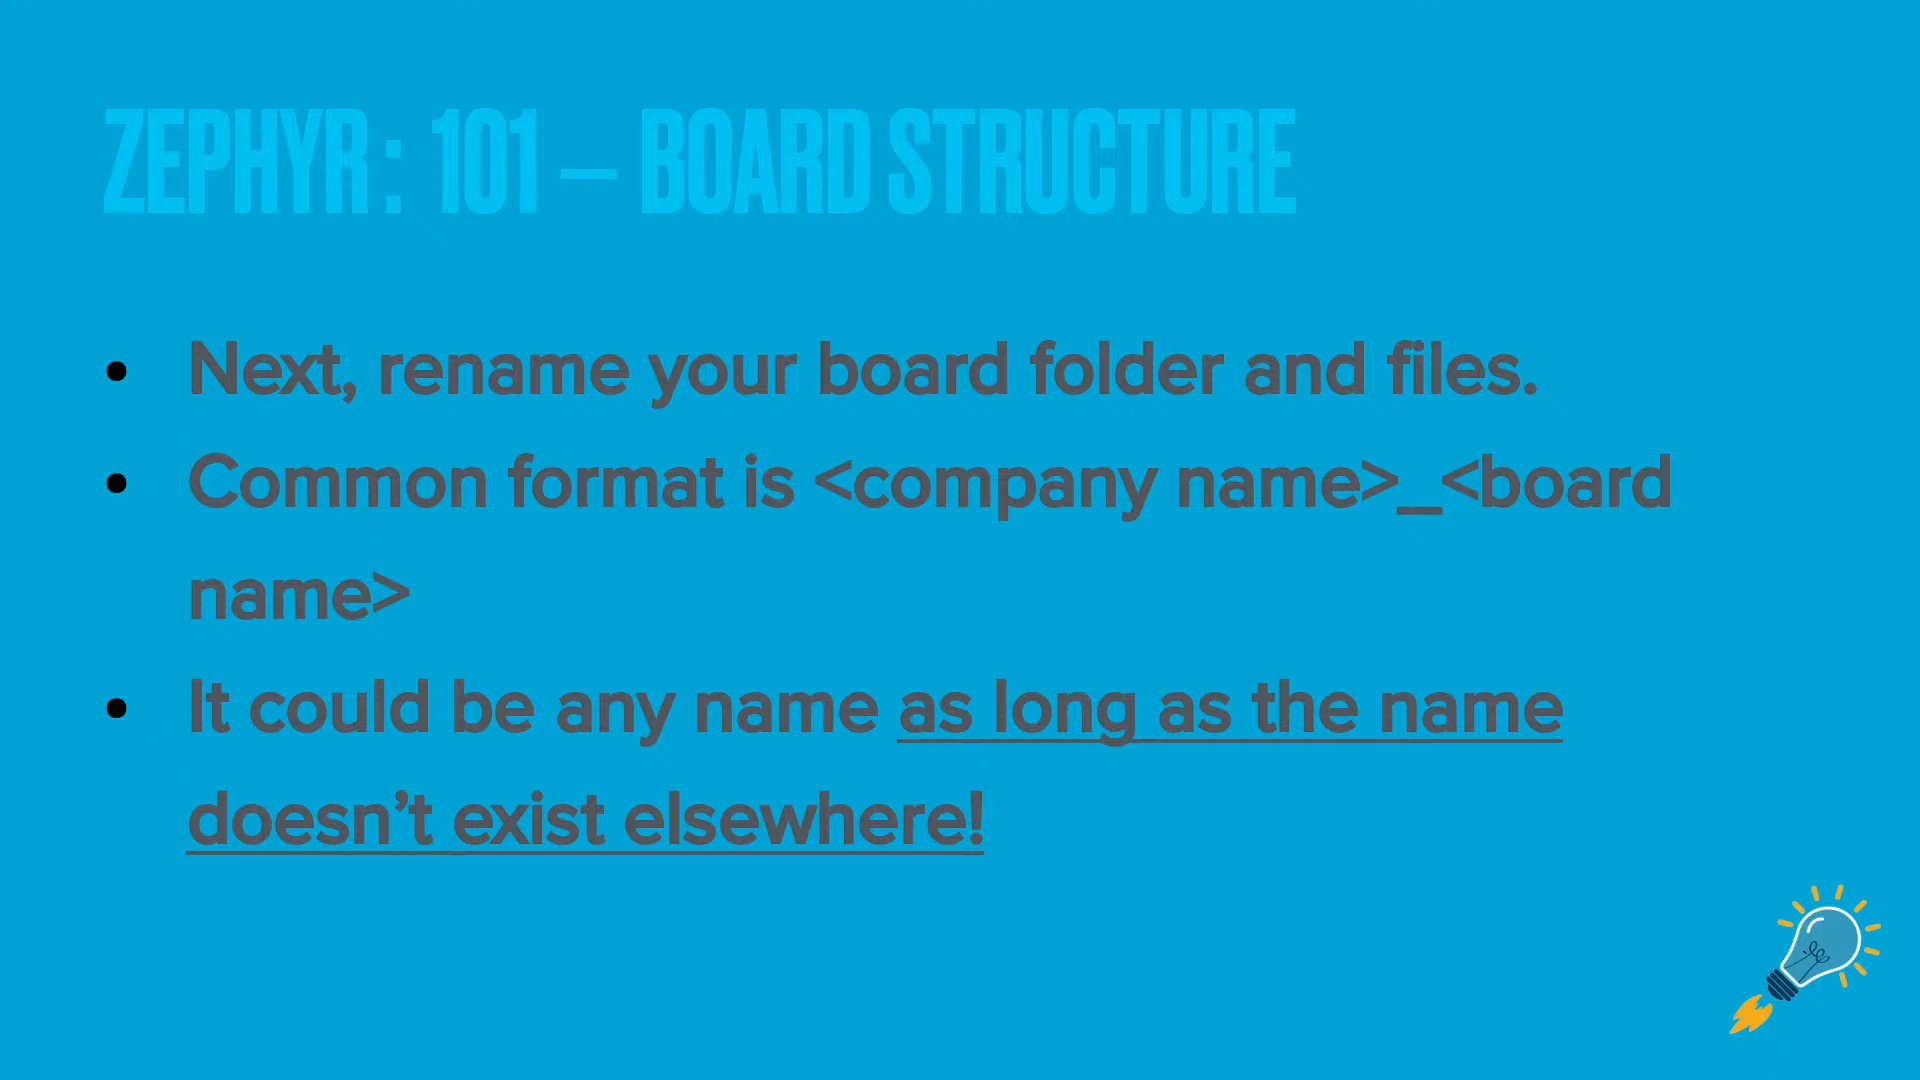 ZEPHYR : 101 – BOARD STRUCTURE
• Next, rename your board folder and files.
• Common format is <company name>_<board
name>
• It could be any name as long as the name
doesn’t exist elsewhere!